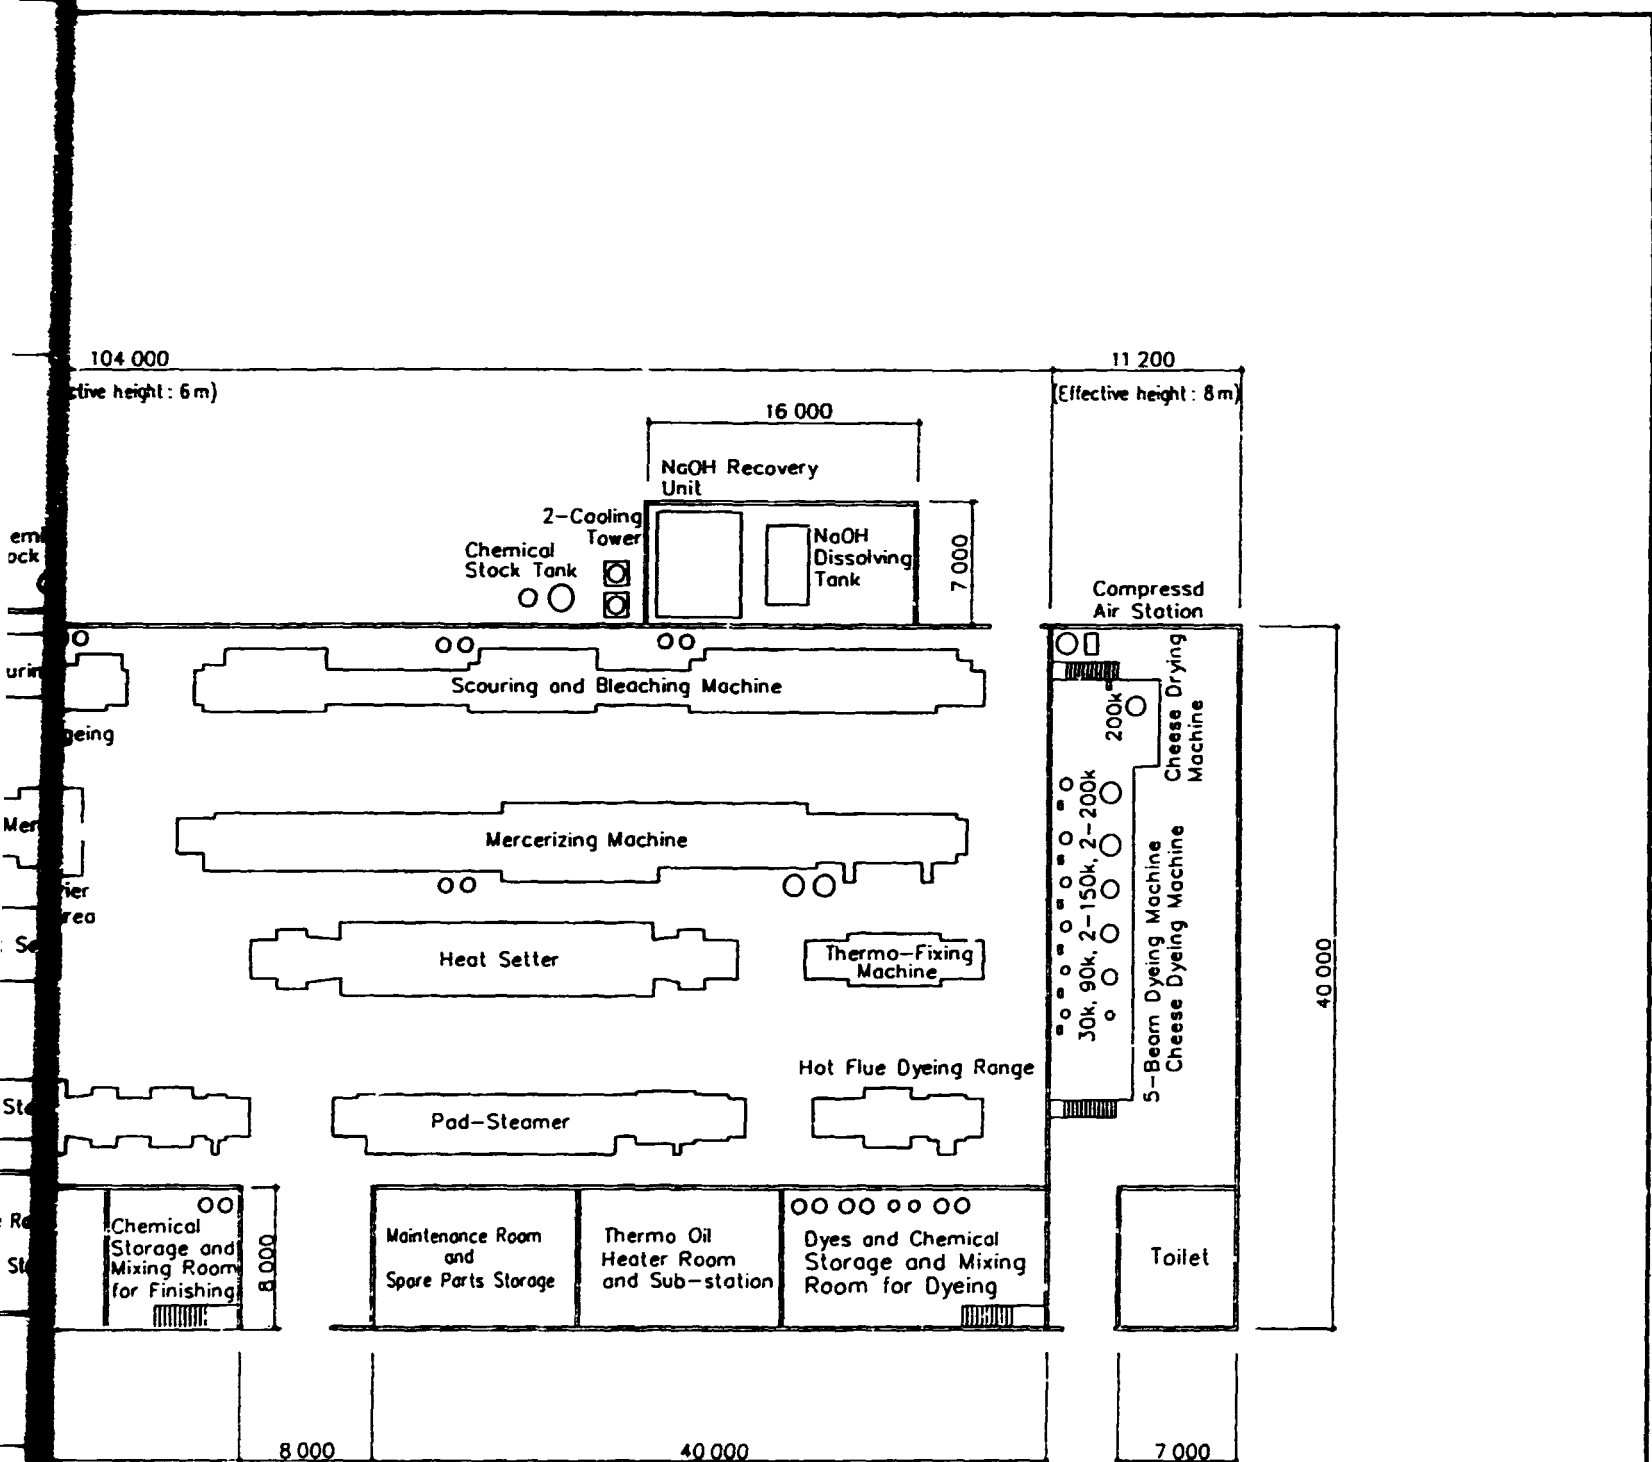 104 000
11 200
height : 6 m)
(Effective height : 8 m)
16 000
NaOH Recovery
Unit
2-Cooling
Tower
Chemical
Stock Tank
NaOH
Dissolving
Tank
7 000
Compressd
Air Station
Scouring and Bleaching Machine
200k
Cheese Drying
Machine
Mercerizing Machine
30k, 90k, 2-150k, 2-200k
5-Beam Dyeing Machine
Cheese Dyeing Machine
Heat Setter
Thermo-Fixing
Machine
40 000
Hot Flue Dyeing Range
Pad-Steamer
Chemical
Storage and
Mixing Room
for Finishing
8 000
Maintenance Room
and
Spare Parts Storage
Thermo Oil
Heater Room
and Sub-station
Dyes and Chemical
Storage and Mixing
Room for Dyeing
Toilet
8 000
40 000
7 000